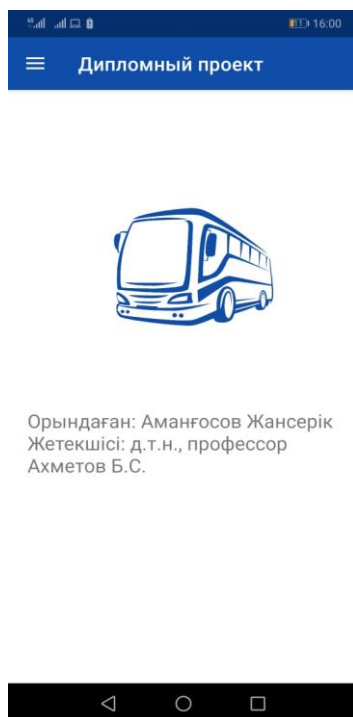 16:00
Дипломный проект
Орындаған: Аманғосов Жансерік
Жетекшісі: д.т.н., профессор
Ахметов Б.С.